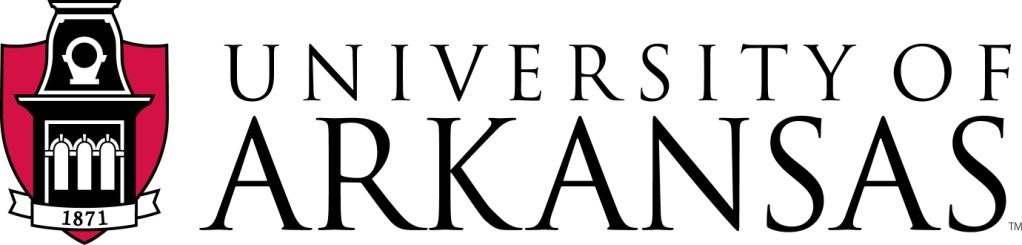 UNIVERSITY OF
ARKANSAS
TM
1871